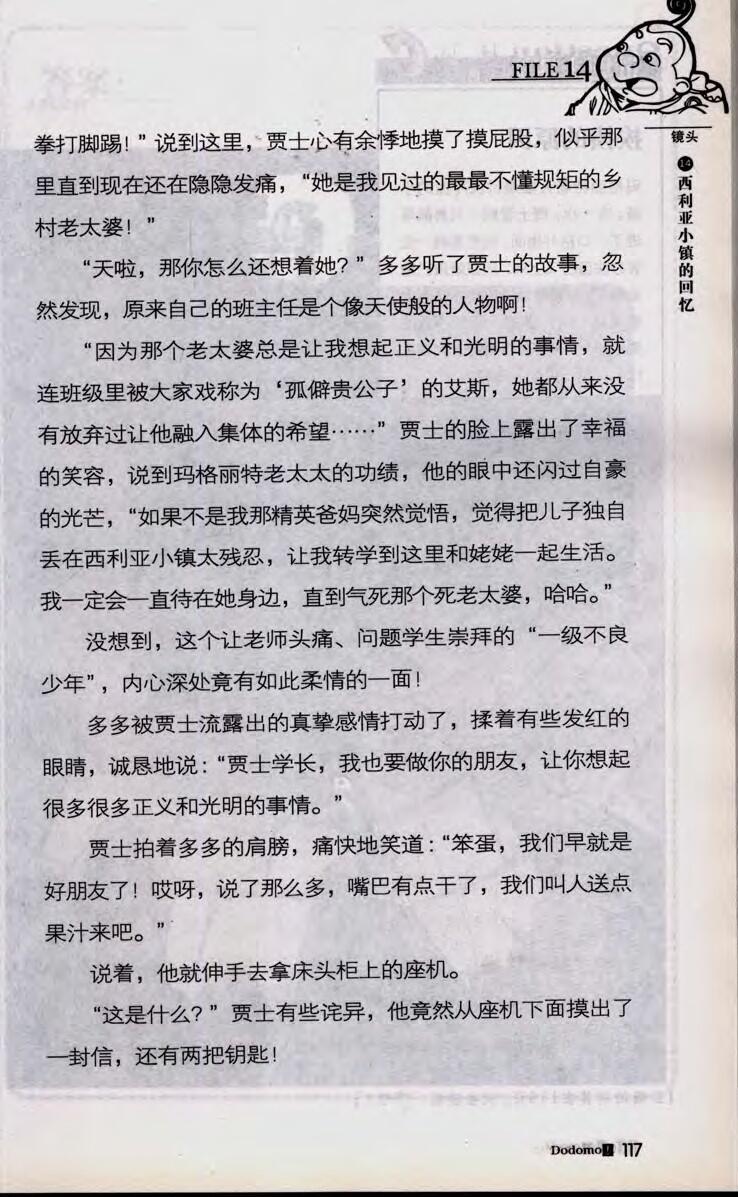 FILE14
镜头
⑭
西利亚小镇的回忆
拳打脚踢！”说到这里，贾士心有余悸地摸了摸屁股，似乎那
里直到现在还在隐隐发痛，“她是我见过的最最不懂规矩的乡
村老太婆！”
“天啦，那你怎么还想着她？”多多听了贾士的故事，忽
然发现，原来自己的班主任是个像天使般的人物啊！
“因为那个老太婆总是让我想起正义和光明的事情，就
连班级里被大家戏称为‘孤僻贵公子’的艾斯，她都从来没
有放弃过让他融入集体的希望……”贾士的脸上露出了幸福
的笑容，说到玛格丽特老太太的功绩，他的眼中还闪过自豪
的光芒，“如果不是我那精英爸妈突然觉悟，觉得把儿子独自
丢在西利亚小镇太残忍，让我转学到这里和姥姥一起生活。
我一定会一直待在她身边，直到气死那个死老太婆，哈哈。”
没想到，这个让老师头痛、问题学生崇拜的“一级不良
少年”，内心深处竟有如此柔情的一面！
多多被贾士流露出的真挚感情打动了，揉着有些发红的
眼睛，诚恳地说：“贾士学长，我也要做你的朋友，让你想起
很多很多正义和光明的事情。”
贾士拍着多多的肩膀，痛快地笑道：“笨蛋，我们早就是
好朋友了！哎呀，说了那么多，嘴巴有点干了，我们叫人送点
果汁来吧。”
说着，他就伸手去拿床头柜上的座机。
“这是什么？”贾士有些诧异，他竟然从座机下面摸出了
一封信，还有两把钥匙！
Dodomo 117